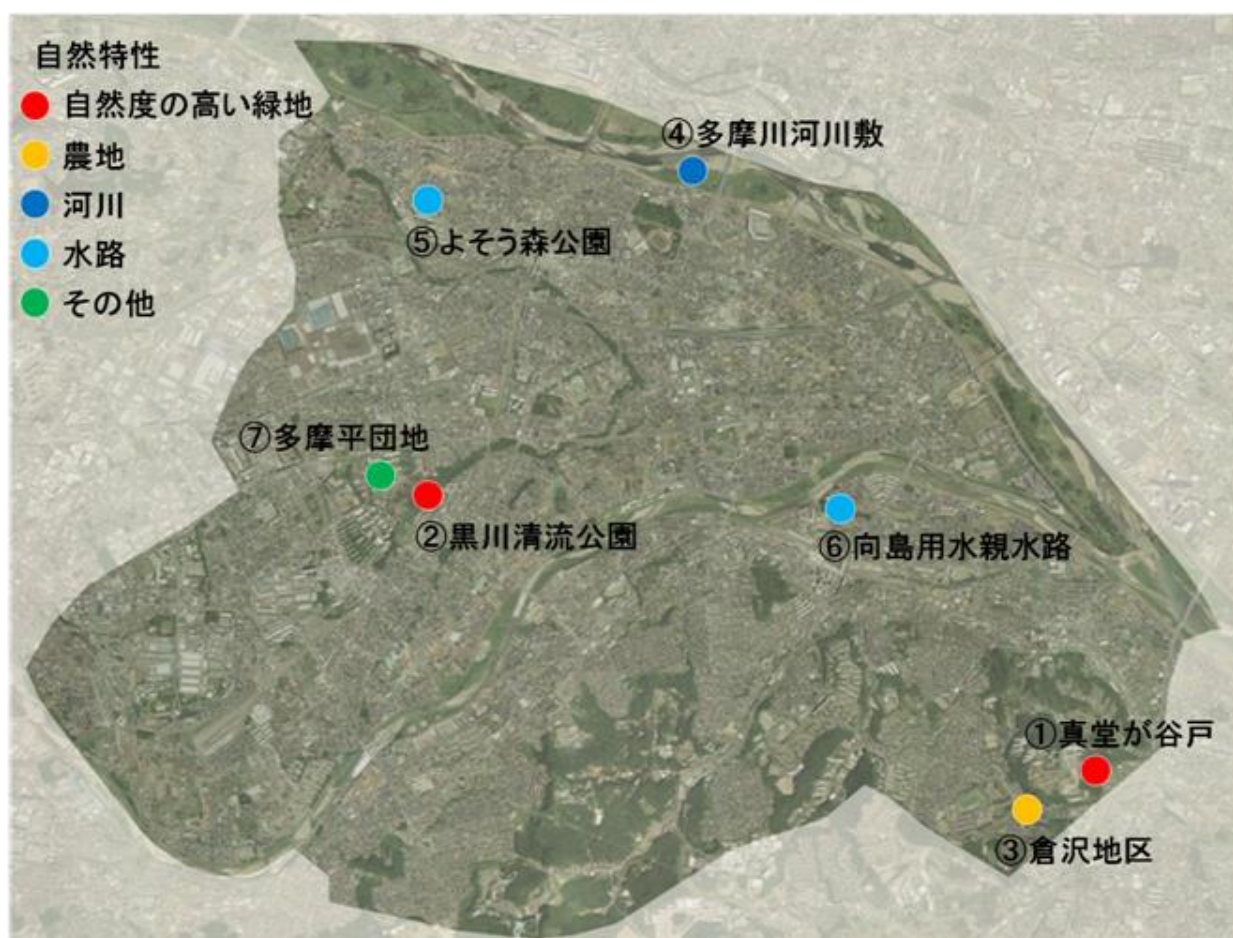 自然特性
自然度の高い緑地
農地
河川
水路
その他
④多摩川河川敷
⑤よそう森公園
⑦多摩平団地
②黒川清流公園
⑥向島用水親水路
①真堂が谷戸
③倉沢地区